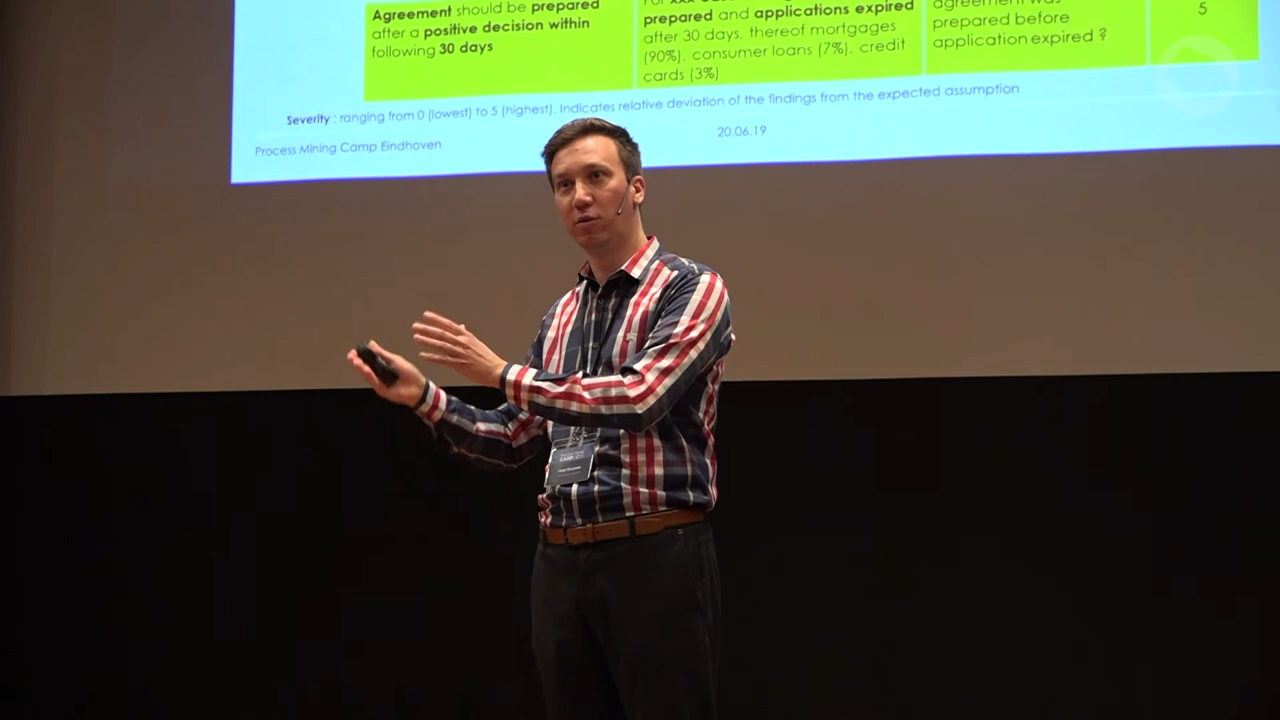 Agreement should be prepared
after a positive decision within
following 30 days
prepared and applications expired
after 30 days, thereof mortgages
(90%), consumer loans (7%), credit
cards (3%)
agreement was
prepared before
application expired ?
5
Severity : ranging from 0 (lowest) to 5 (highest). Indicates relative deviation of the findings from the expected assumption
20.06.19
Process Mining Camp Eindhoven
CAMP